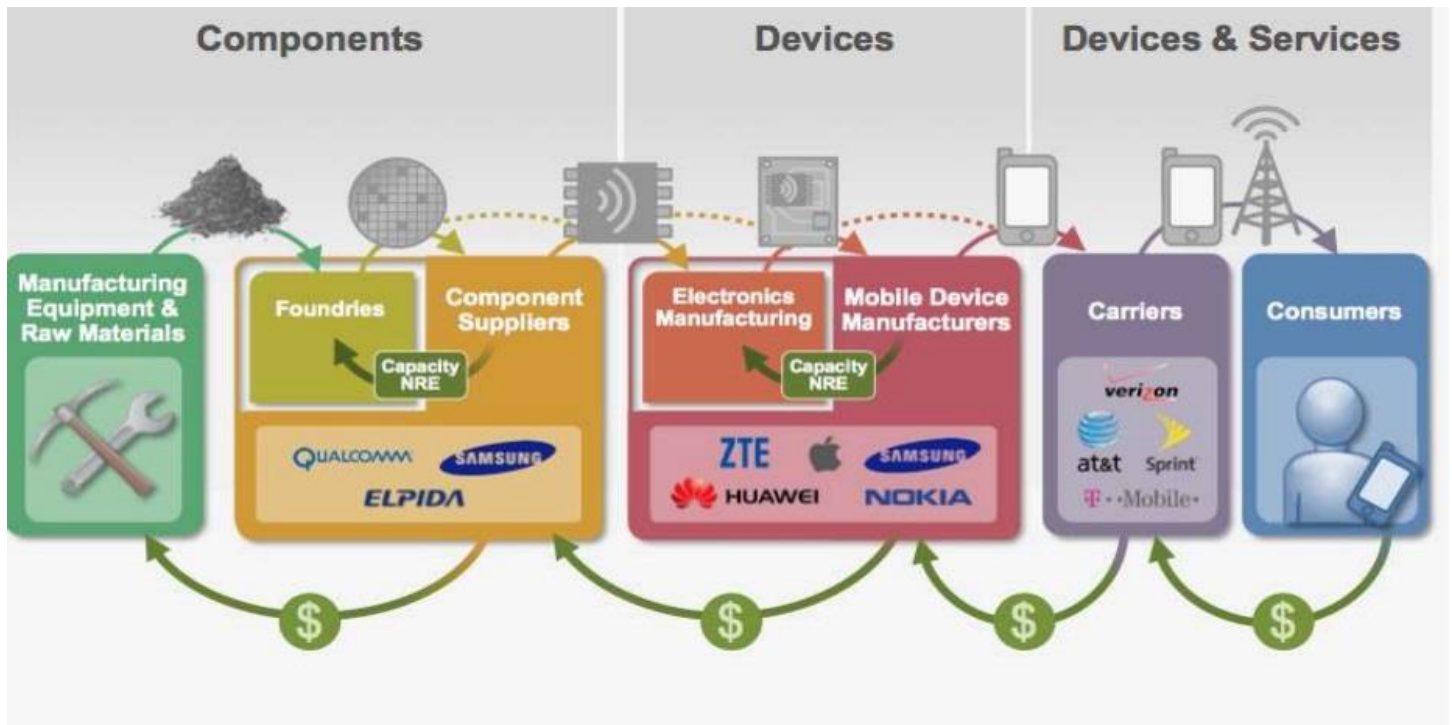 Components
Devices
Devices & Services
Manufacturing
Equipment &
Raw Materials
Foundries
Component
Suppliers
Capacity
NRE
QUALCOMM
SAMSUNG
ELPIDA
Electronics
Manufacturing
Mobile Device
Manufacturers
Capacity
NRE
ZTE
SAMSUNG
HUAWEI
NOKIA
Carriers
verizon
at&t
Sprint
T··Mobile·
Consumers
$
$
$
$